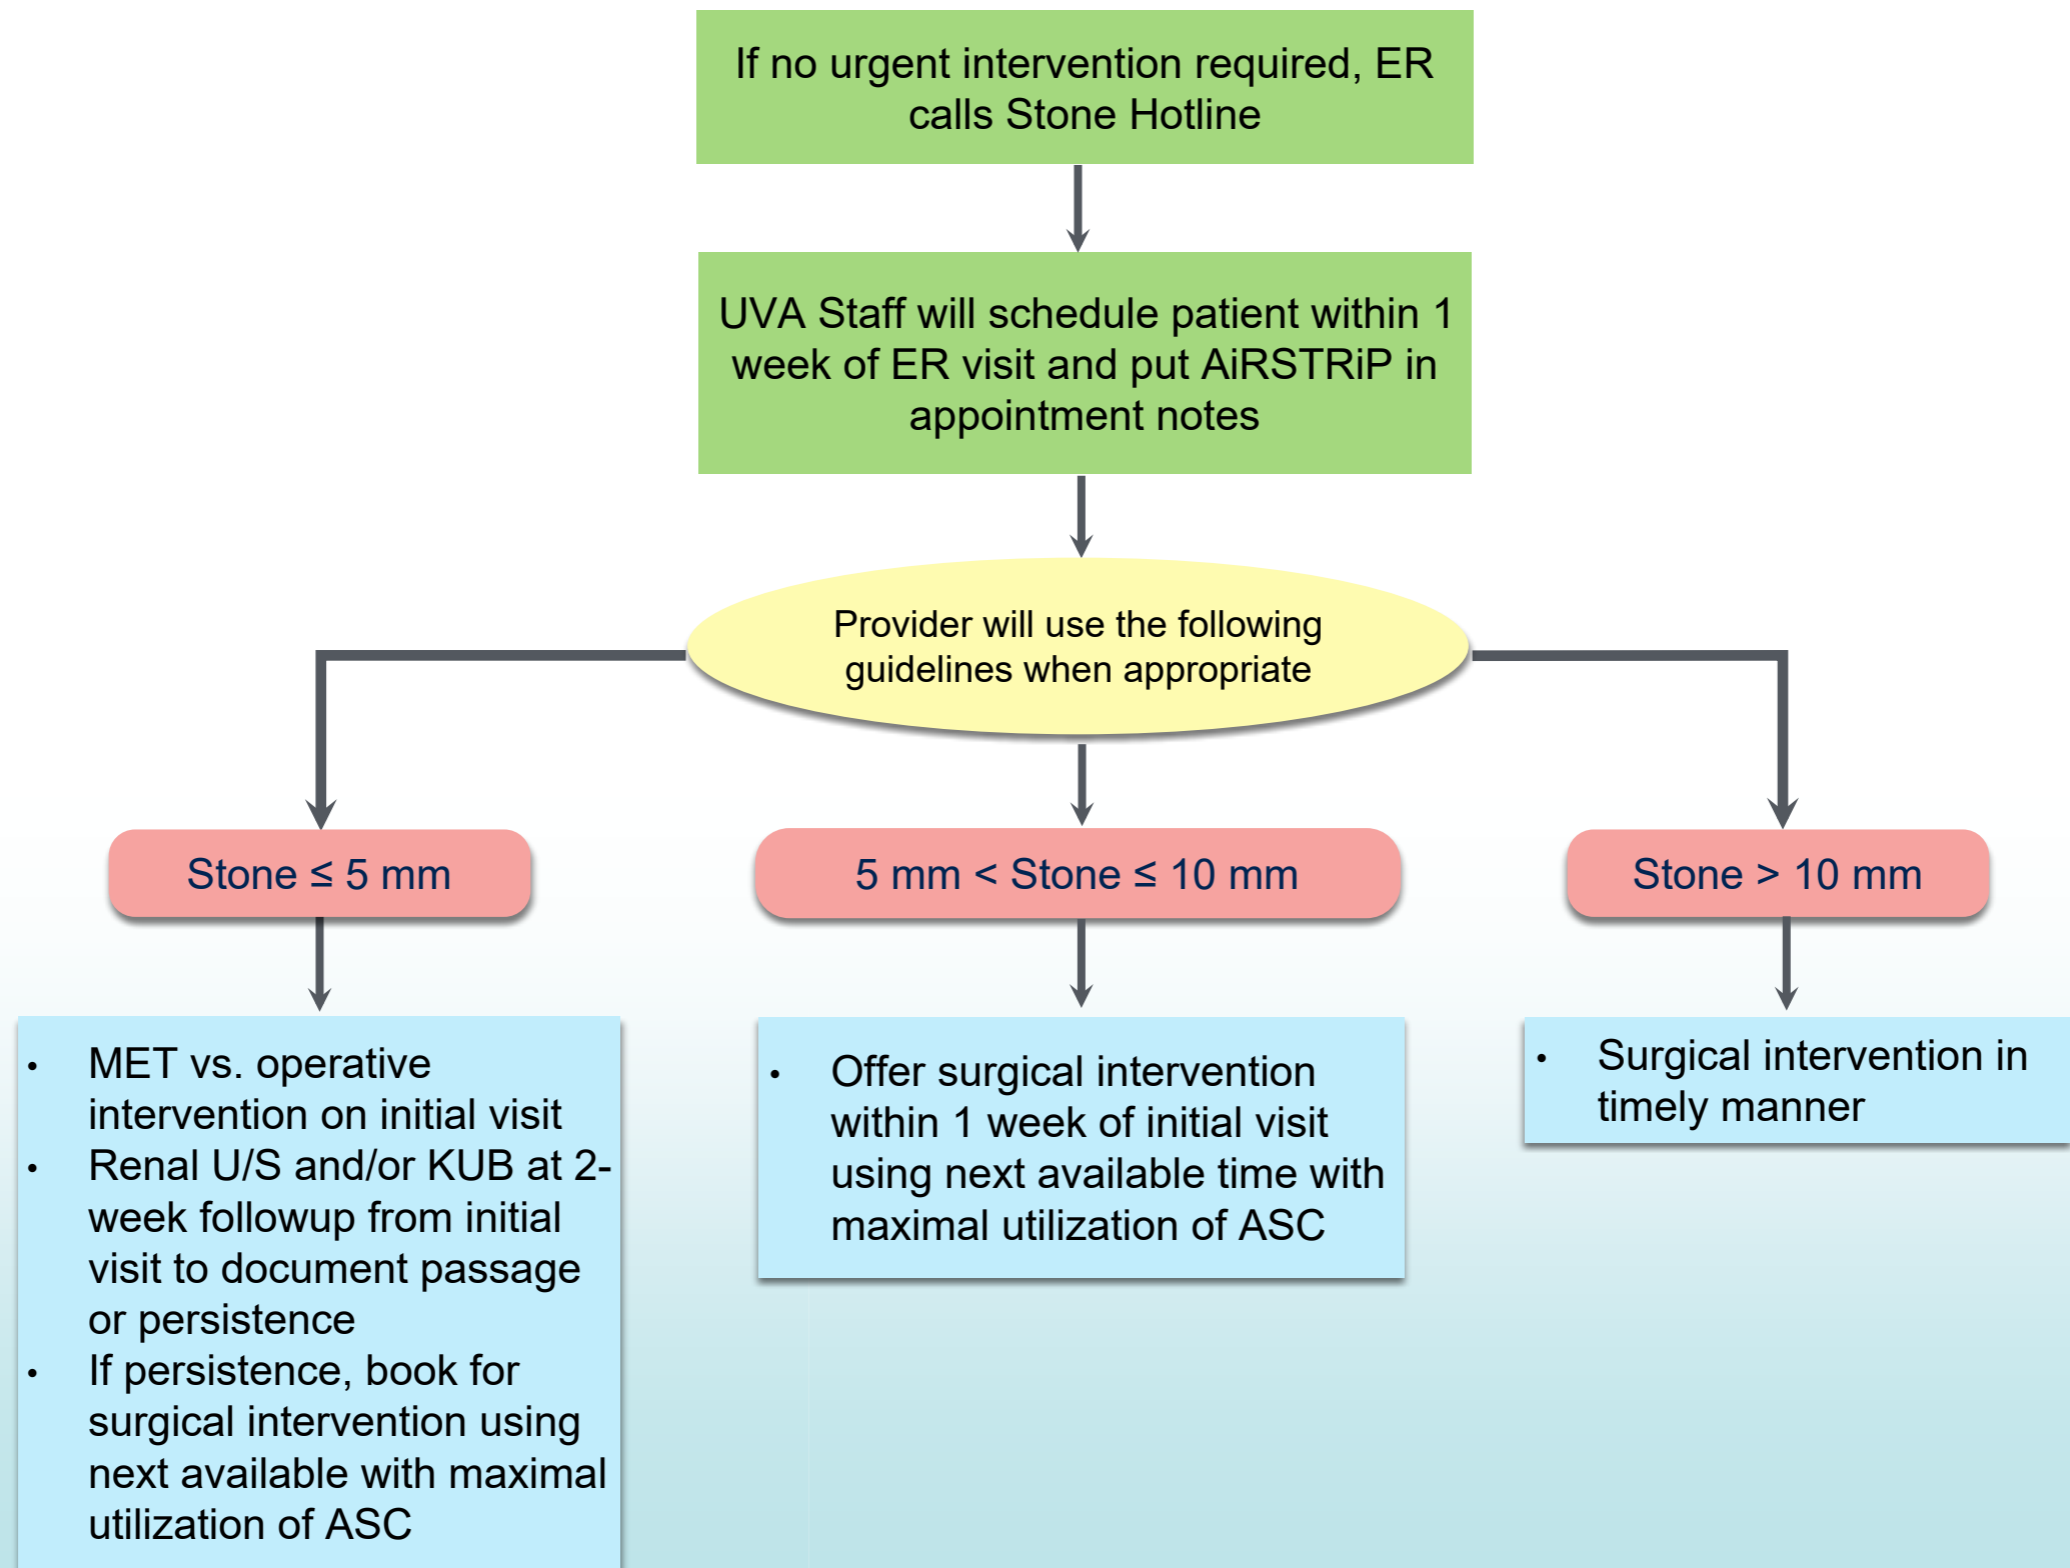 If no urgent intervention required, ER
calls Stone Hotline
UVA Staff will schedule patient within 1
week of ER visit and put AiRSTRiP in
appointment notes
Provider will use the following
guidelines when appropriate
Stone ≤ 5 mm
5 mm < Stone ≤ 10 mm
Stone > 10 mm
• MET vs. operative
intervention on initial visit
• Renal U/S and/or KUB at 2-
week followup from initial
visit to document passage
or persistence
• If persistence, book for
surgical intervention using
next available with maximal
utilization of ASC
• Offer surgical intervention
within 1 week of initial visit
using next available time with
maximal utilization of ASC
• Surgical intervention in
timely manner